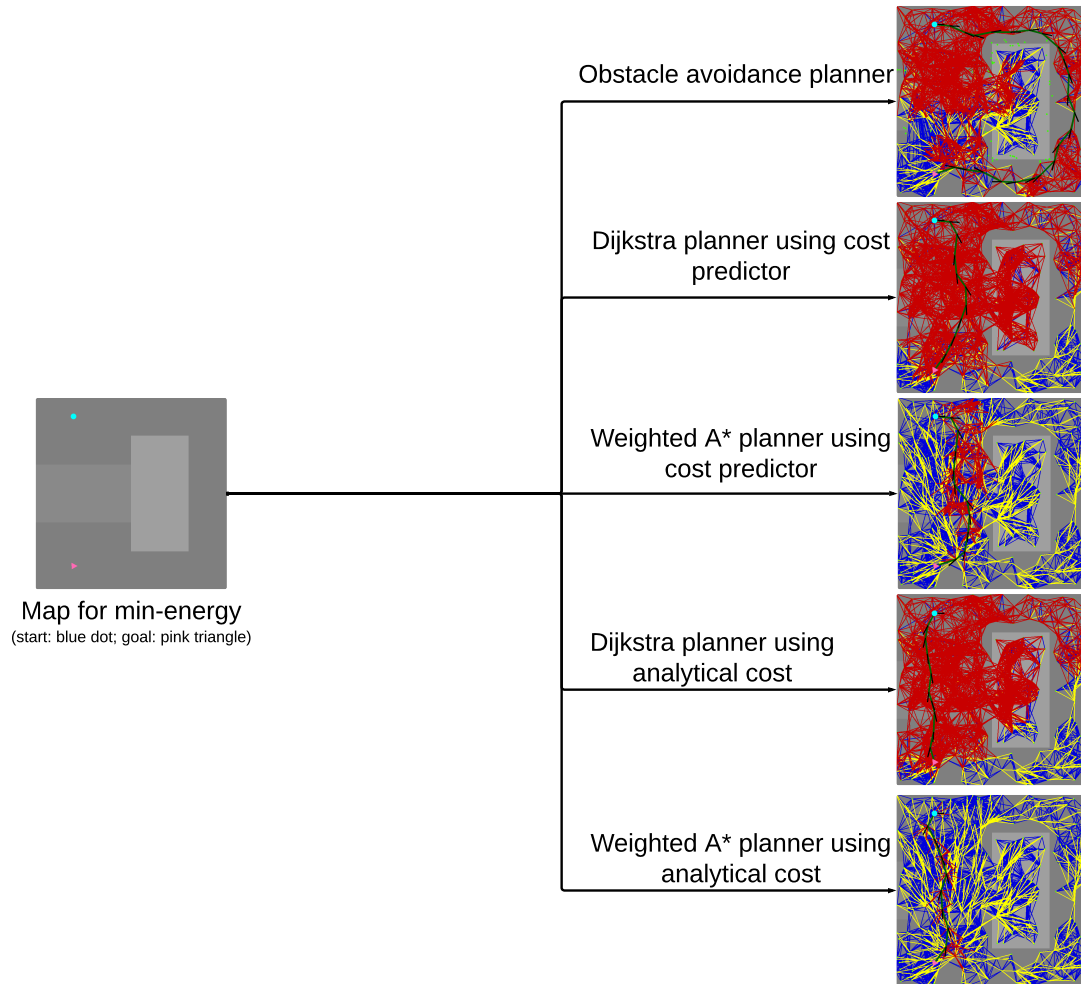 Obstacle avoidance planner
Dijkstra planner using cost
predictor
Weighted A* planner using
cost predictor
Map for min-energy
(start: blue dot; goal: pink triangle)
Dijkstra planner using
analytical cost
Weighted A* planner using
analytical cost